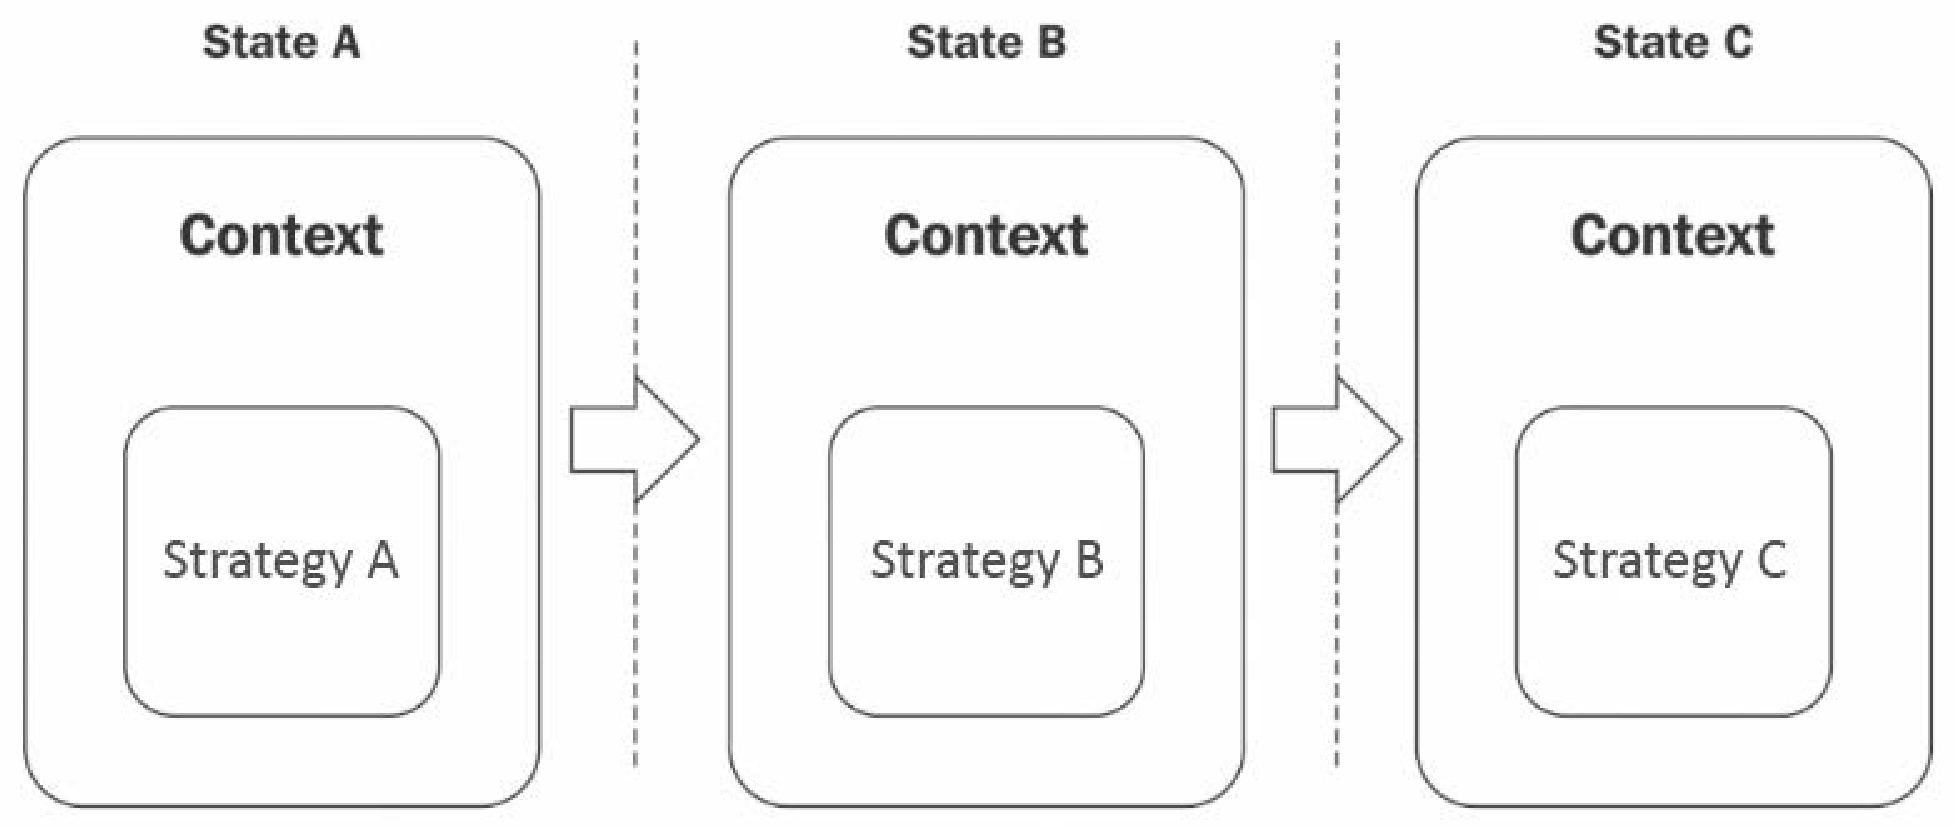 State A
State B
State C
Context
Context
Context
Strategy A
Strategy B
Strategy C